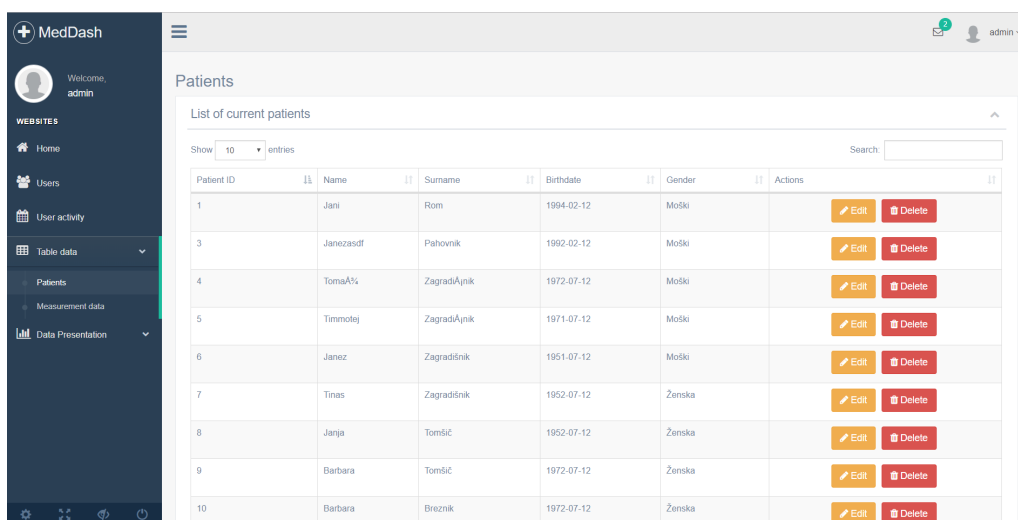 MedDash
2
admin
Welcome,
admin
WEBSITES
Home
Users
User activity
Table data
Patients
Measurement data
Data Presentation
Patients
List of current patients
Show 10 entries
Search:
Patient ID Name Surname Birthdate Gender Actions
1 Jani Rom 1994-02-12 Moški Edit Delete
3 Janezasdf Pahovnik 1992-02-12 Moški Edit Delete
4 TomaÅ¾ ZagradiÅ¡nik 1972-07-12 Moški Edit Delete
5 Timmotej ZagradiÅ¡nik 1971-07-12 Moški Edit Delete
6 Janez Zagradišnik 1951-07-12 Moški Edit Delete
7 Tinas Zagradišnik 1952-07-12 Ženska Edit Delete
8 Janja Tomšič 1952-07-12 Ženska Edit Delete
9 Barbara Tomšič 1972-07-12 Ženska Edit Delete
10 Barbara Breznik 1972-07-12 Ženska Edit Delete